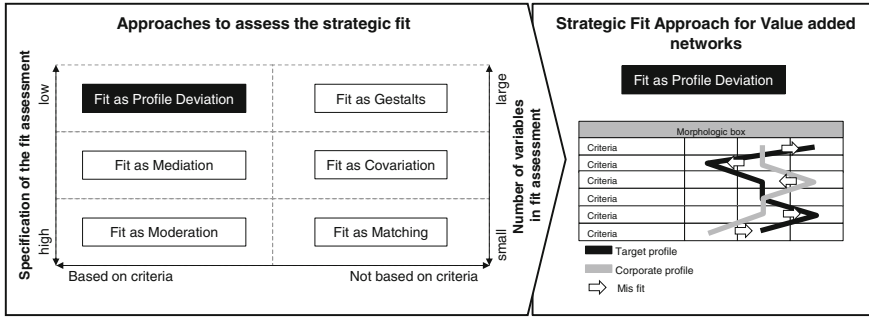 Approaches to assess the strategic fit
Specification of the fit assessment
low
high
Fit as Profile Deviation
Fit as Gestalts
Fit as Mediation
Fit as Covariation
Fit as Moderation
Fit as Matching
Based on criteria
Not based on criteria
large
small
Number of variables
in fit assessment
Strategic Fit Approach for Value added
networks
Fit as Profile Deviation
Morphologic box
Criteria
Criteria
Criteria
Criteria
Criteria
Criteria
Target profile
Corporate profile
Mis fit